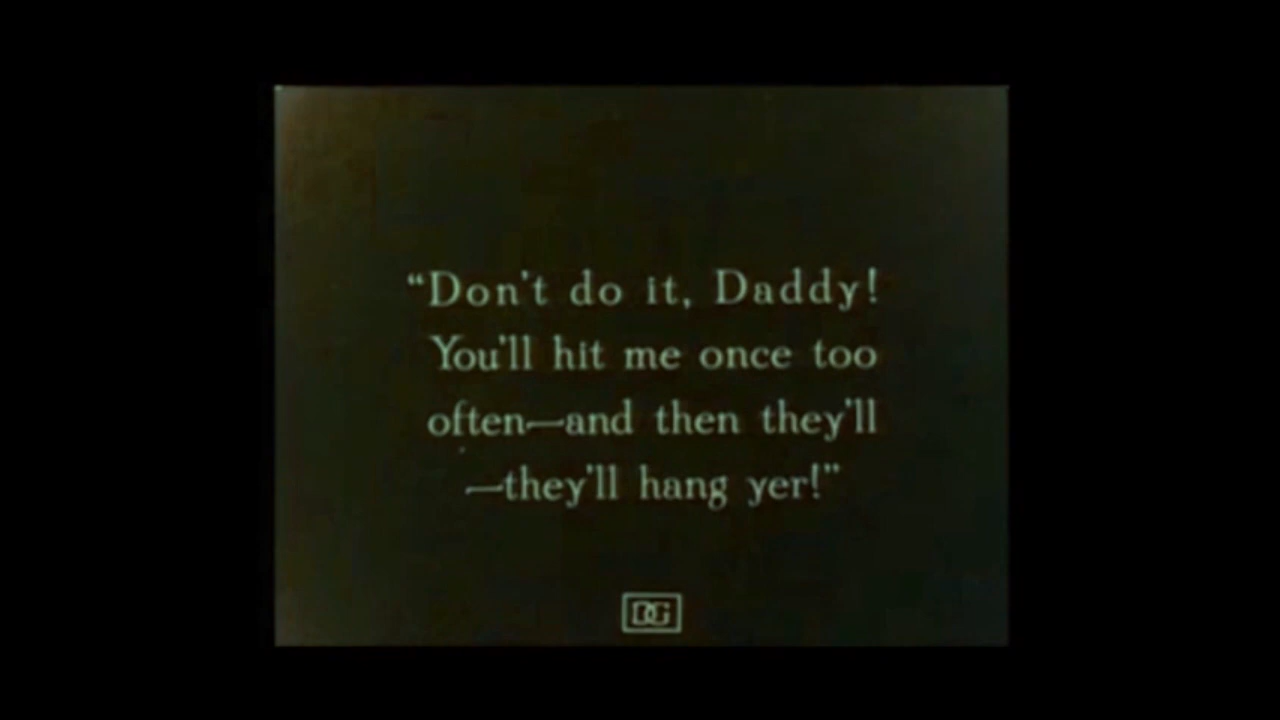 “Don't do it, Daddy!
You'll hit me once too
often—and then they'll
—they'll hang yer!”
DG